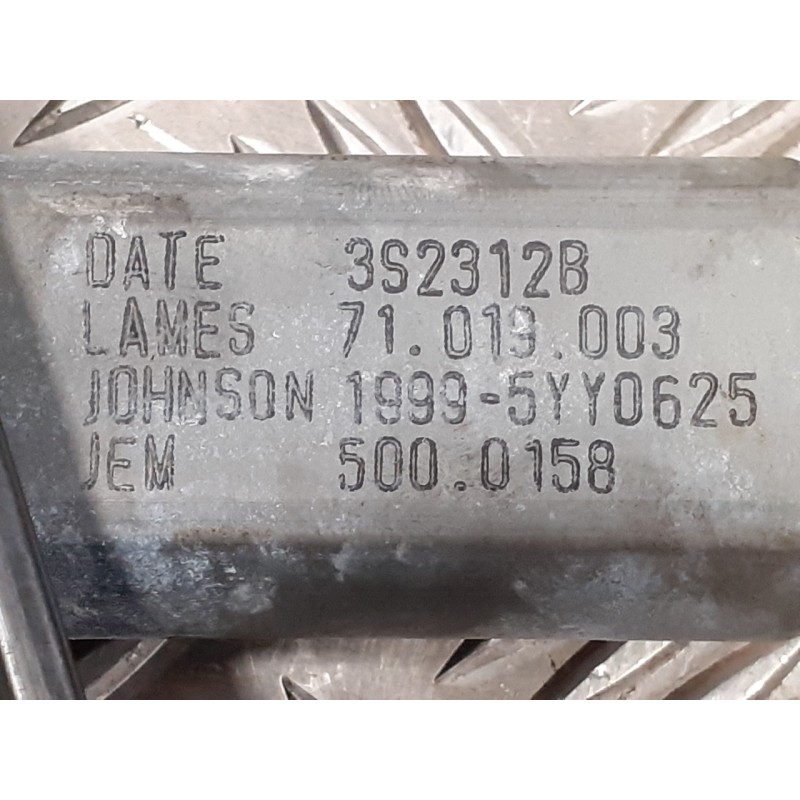 DATE 3S2312B
LAMES 71.019.003
JOHNSON 1999-5YY0625
JEM 500.0158